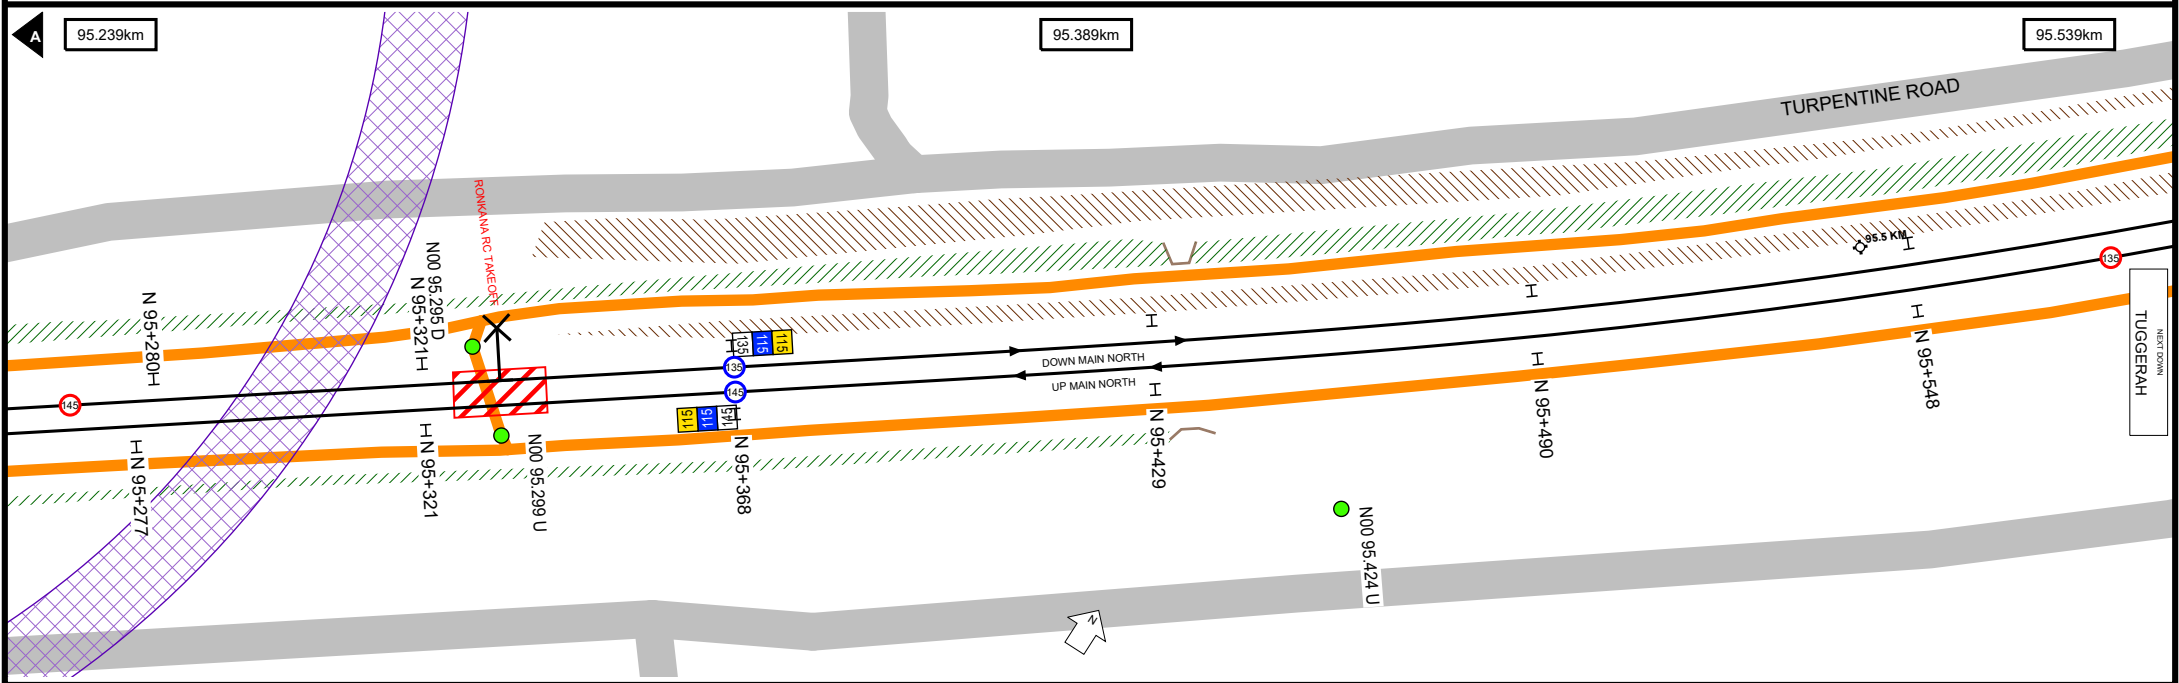 A
95.239km
95.389km
95.539km
TURPENTINE ROAD
RONKANA RC TAKEOFF
N00 95.295 D
N 95+321H
N 95+280H
95.5 KM
135
115
115
135
145
DOWN MAIN NORTH
UP MAIN NORTH
145
135
115
115
145
NEXT DOWN
TUGGERAH
H N 95+277
H N 95+321
N00 95.299 U
N 95+368
N 95+429
N 95+490
N 95+548
N00 95.424 U
N